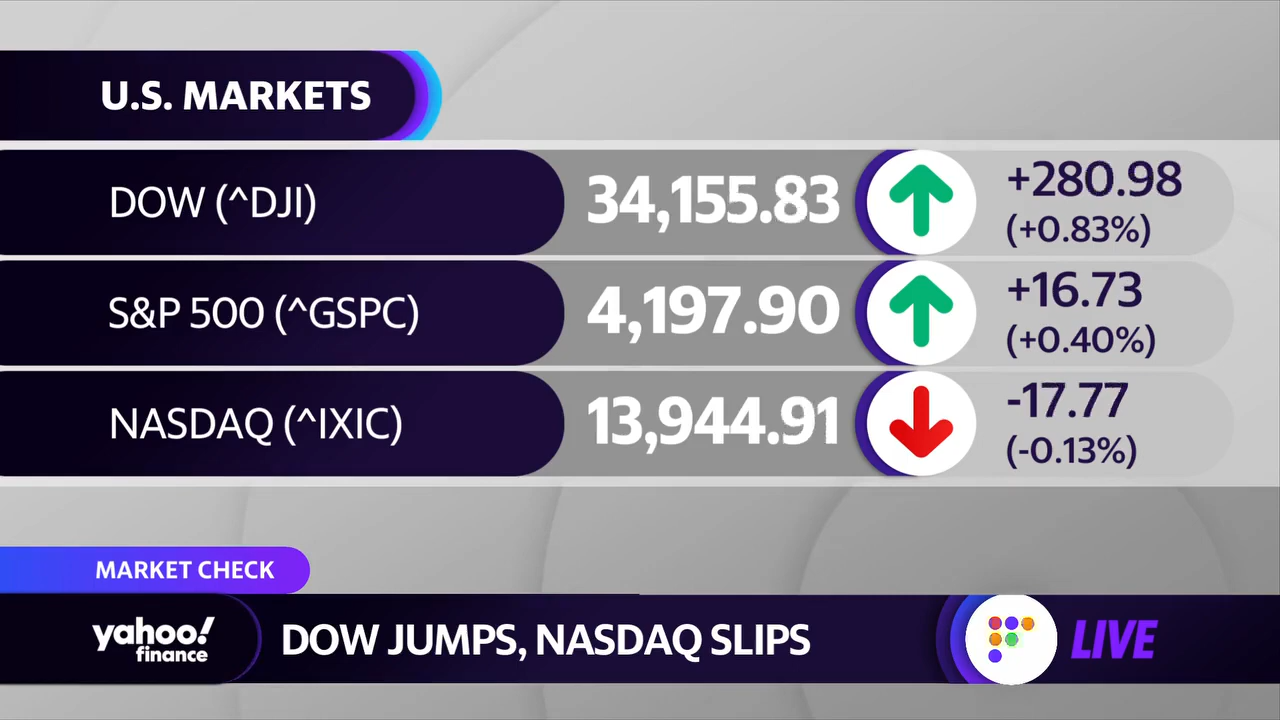 U.S. MARKETS
DOW (^DJI) 34,155.83 +280.98
(+0.83%)
S&P 500 (^GSPC) 4,197.90 +16.73
(+0.40%)
NASDAQ (^IXIC) 13,944.91 -17.77
(-0.13%)
MARKET CHECK
yahoo!
finance
DOW JUMPS, NASDAQ SLIPS
LIVE